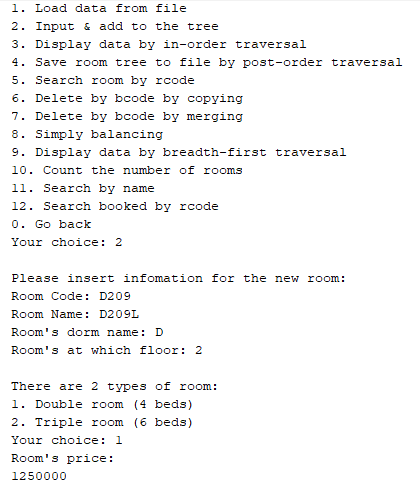 1. Load data from file
2. Input & add to the tree
3. Display data by in-order traversal
4. Save room tree to file by post-order traversal
5. Search room by rcode
6. Delete by bcode by copying
7. Delete by bcode by merging
8. Simply balancing
9. Display data by breadth-first traversal
10. Count the number of rooms
11. Search by name
12. Search booked by rcode
0. Go back
Your choice: 2

Please insert infomation for the new room:
Room Code: D209
Room Name: D209L
Room's dorm name: D
Room's at which floor: 2

There are 2 types of room:
1. Double room (4 beds)
2. Triple room (6 beds)
Your choice: 1
Room's price:
1250000